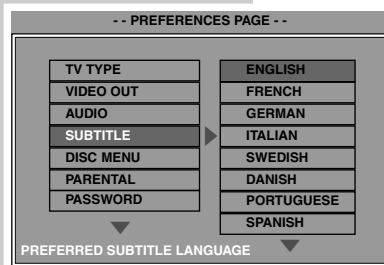 - - PREFERENCES PAGE - -
TV TYPE
VIDEO OUT
AUDIO
SUBTITLE
DISC MENU
PARENTAL
PASSWORD
ENGLISH
FRENCH
GERMAN
ITALIAN
SWEDISH
DANISH
PORTUGUESE
SPANISH
PREFERRED SUBTITLE LANGUAGE